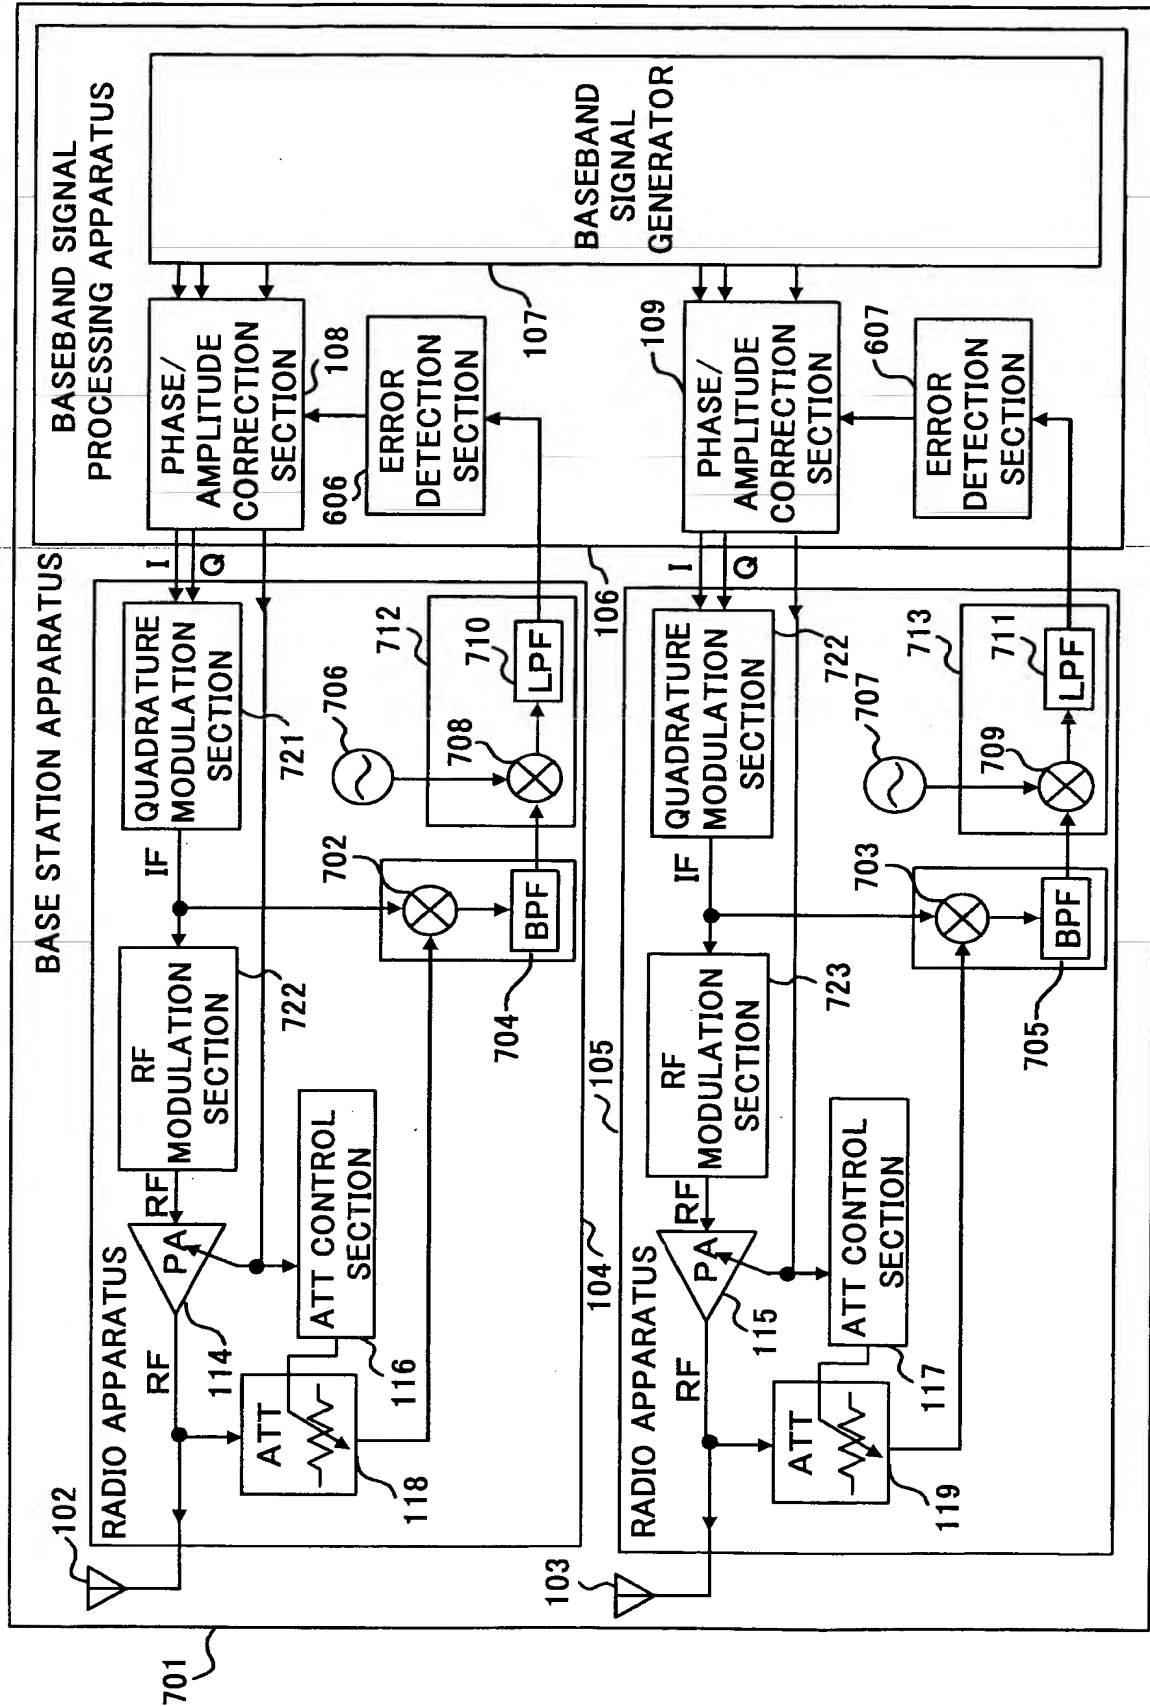 701
BASE STATION APPARATUS
BASEBAND SIGNAL
PROCESSING APPARATUS
102
RADIO APPARATUS
RF
114
PA
RF
RF
MODULATION
SECTION
722
IF
QUADRATURE
MODULATION
SECTION
721
I
Q
PHASE/
AMPLITUDE
CORRECTION
SECTION
108
ATT
118
ATT CONTROL
SECTION
116
702
BPF
704
706
708
710
LPF
712
606
ERROR
DETECTION
SECTION
104
106
107
BASEBAND
SIGNAL
GENERATOR
103
105
RADIO APPARATUS
RF
115
PA
RF
RF
MODULATION
SECTION
723
IF
QUADRATURE
MODULATION
SECTION
722
I
Q
PHASE/
AMPLITUDE
CORRECTION
SECTION
109
ATT
119
ATT CONTROL
SECTION
117
703
BPF
705
707
709
711
LPF
713
ERROR
DETECTION
SECTION
607